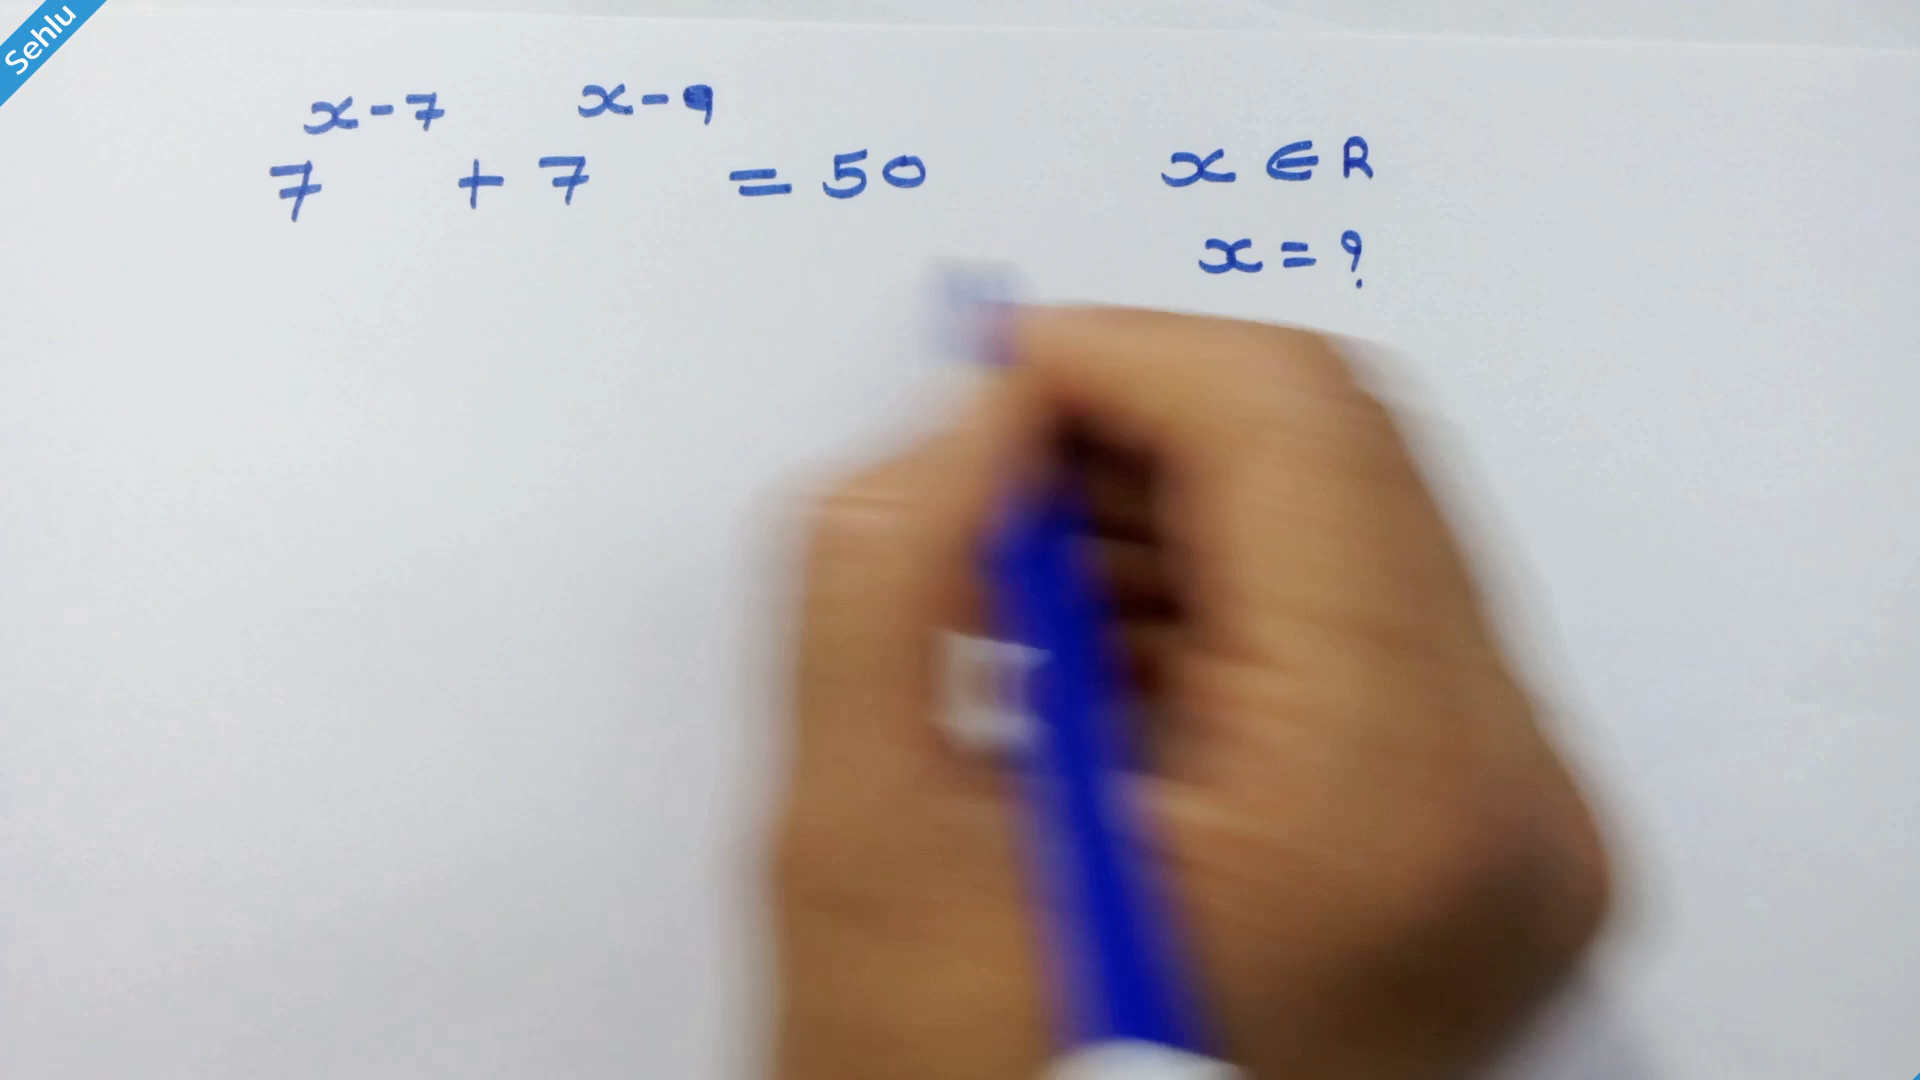 Sehlu
7^{x-7} + 7^{x-9} = 50
x ∈ R
x = ?